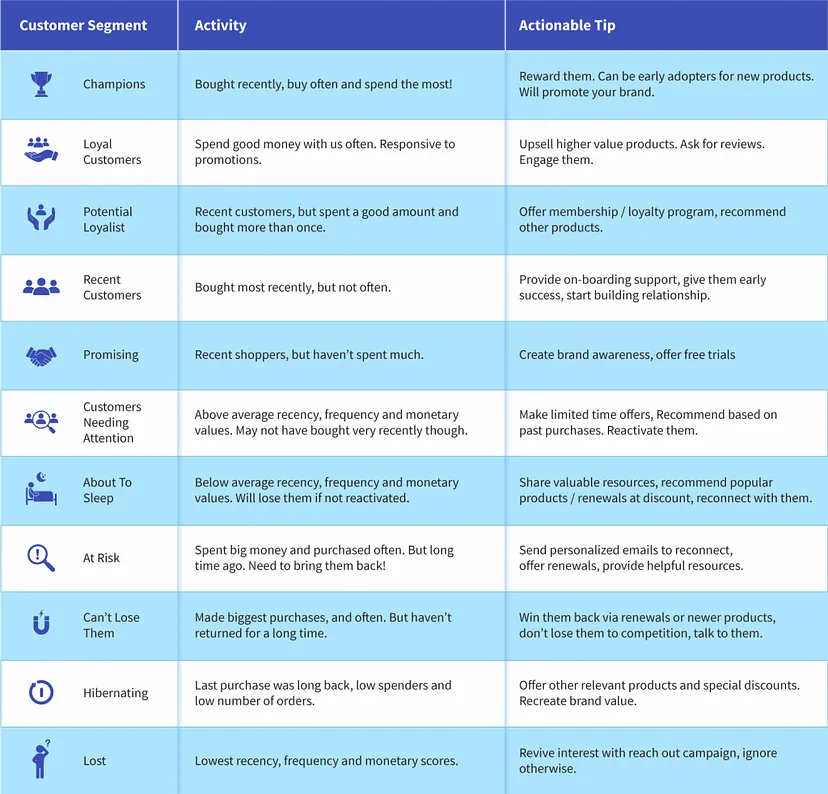 Customer Segment
Activity
Actionable Tip
Champions
Bought recently, buy often and spend the most!
Reward them. Can be early adopters for new products.
Will promote your brand.
Loyal
Customers
Spend good money with us often. Responsive to
promotions.
Upsell higher value products. Ask for reviews.
Engage them.
Potential
Loyalist
Recent customers, but spent a good amount and
bought more than once.
Offer membership / loyalty program, recommend
other products.
Recent
Customers
Bought most recently, but not often.
Provide on-boarding support, give them early
success, start building relationship.
Promising
Recent shoppers, but haven't spent much.
Create brand awareness, offer free trials
Customers
Needing
Attention
Above average recency, frequency and monetary
values. May not have bought very recently though.
Make limited time offers, Recommend based on
past purchases. Reactivate them.
About To
Sleep
Below average recency, frequency and monetary
values. Will lose them if not reactivated.
Share valuable resources, recommend popular
products / renewals at discount, reconnect with them.
!
At Risk
Spent big money and purchased often. But long
time ago. Need to bring them back!
Send personalized emails to reconnect,
offer renewals, provide helpful resources.
Can't Lose
Them
Made biggest purchases, and often. But haven't
returned for a long time.
Win them back via renewals or newer products,
don't lose them to competition, talk to them.
Hibernating
Last purchase was long back, low spenders and
low number of orders.
Offer other relevant products and special discounts.
Recreate brand value.
?
Lost
Lowest recency, frequency and monetary scores.
Revive interest with reach out campaign, ignore
otherwise.